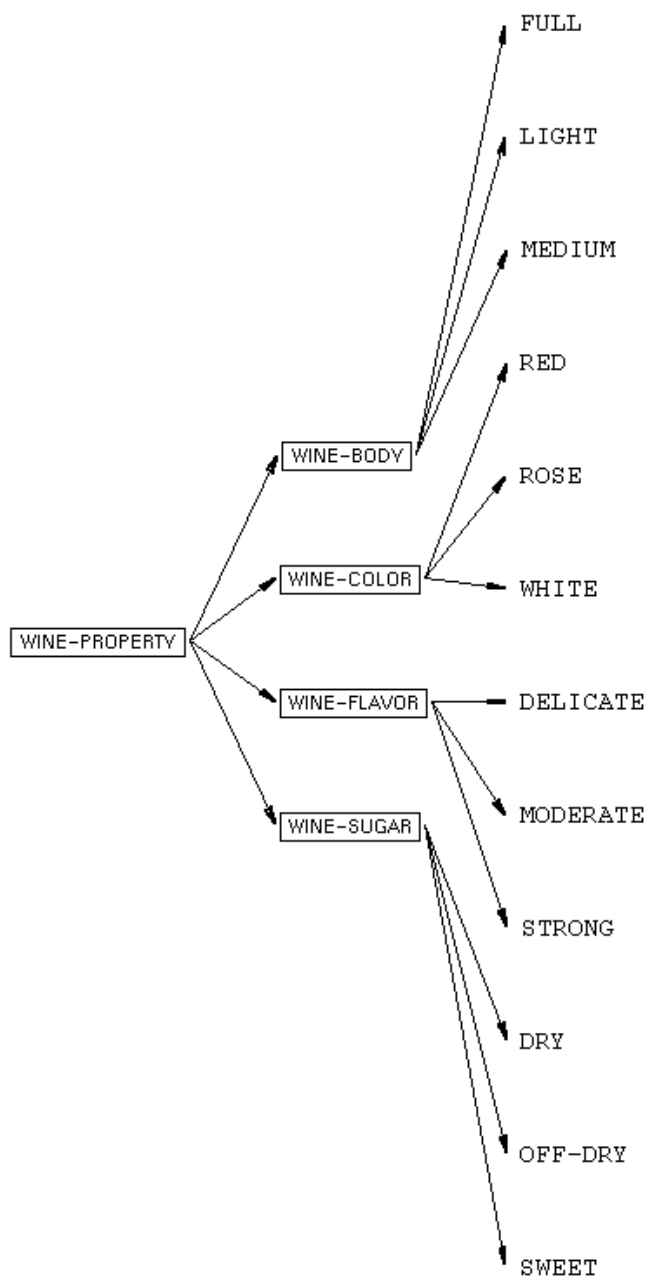 FULL
LIGHT
MEDIUM
RED
WINE-BODY
ROSE
WINE-COLOR
WHITE
WINE-PROPERTY
WINE-FLAVOR
DELICATE
MODERATE
WINE-SUGAR
STRONG
DRY
OFF-DRY
SWEET